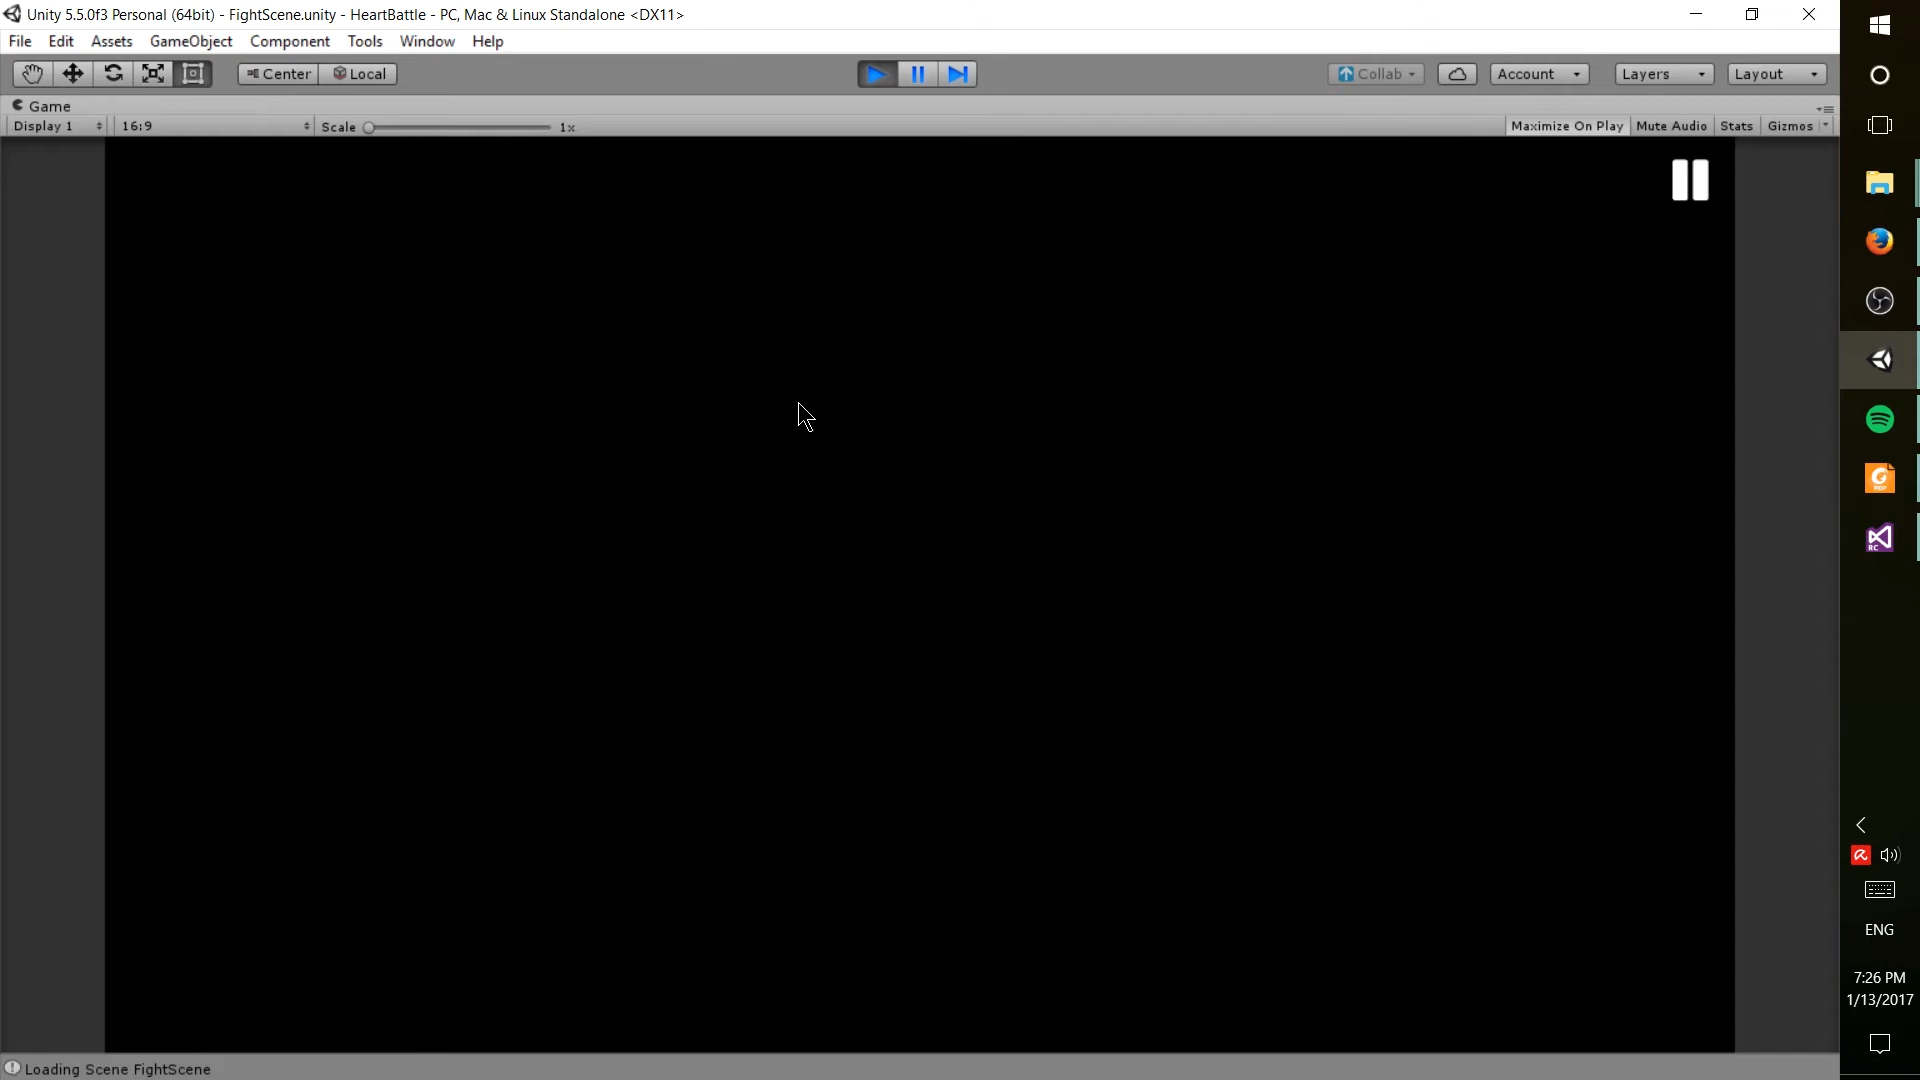 Unity 5.5.0f3 Personal (64bit) - FightScene.unity - HeartBattle - PC, Mac & Linux Standalone <DX11>
File Edit Assets GameObject Component Tools Window Help
Center Local Collab Account Layers Layout
Game
Display 1 16:9 Scale 1x Maximize On Play Mute Audio Stats Gizmos
PDF
RC
ENG
7:26 PM
1/13/2017
Loading Scene FightScene